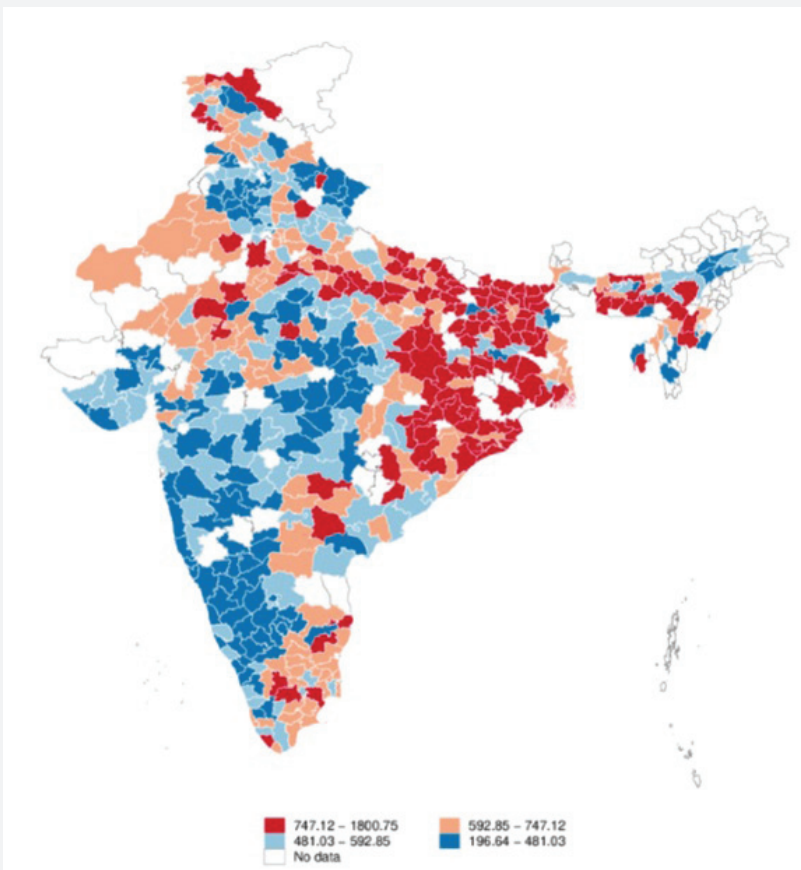 747.12 – 1800.75 592.85 – 747.12
481.03 – 592.85 196.64 – 481.03
No data